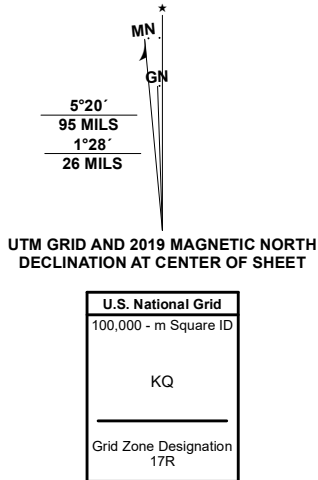 ★
MN
GN
5°20´
95 MILS
1°28´
26 MILS
UTM GRID AND 2019 MAGNETIC NORTH
DECLINATION AT CENTER OF SHEET
U.S. National Grid
100,000 - m Square ID
KQ
Grid Zone Designation
17R